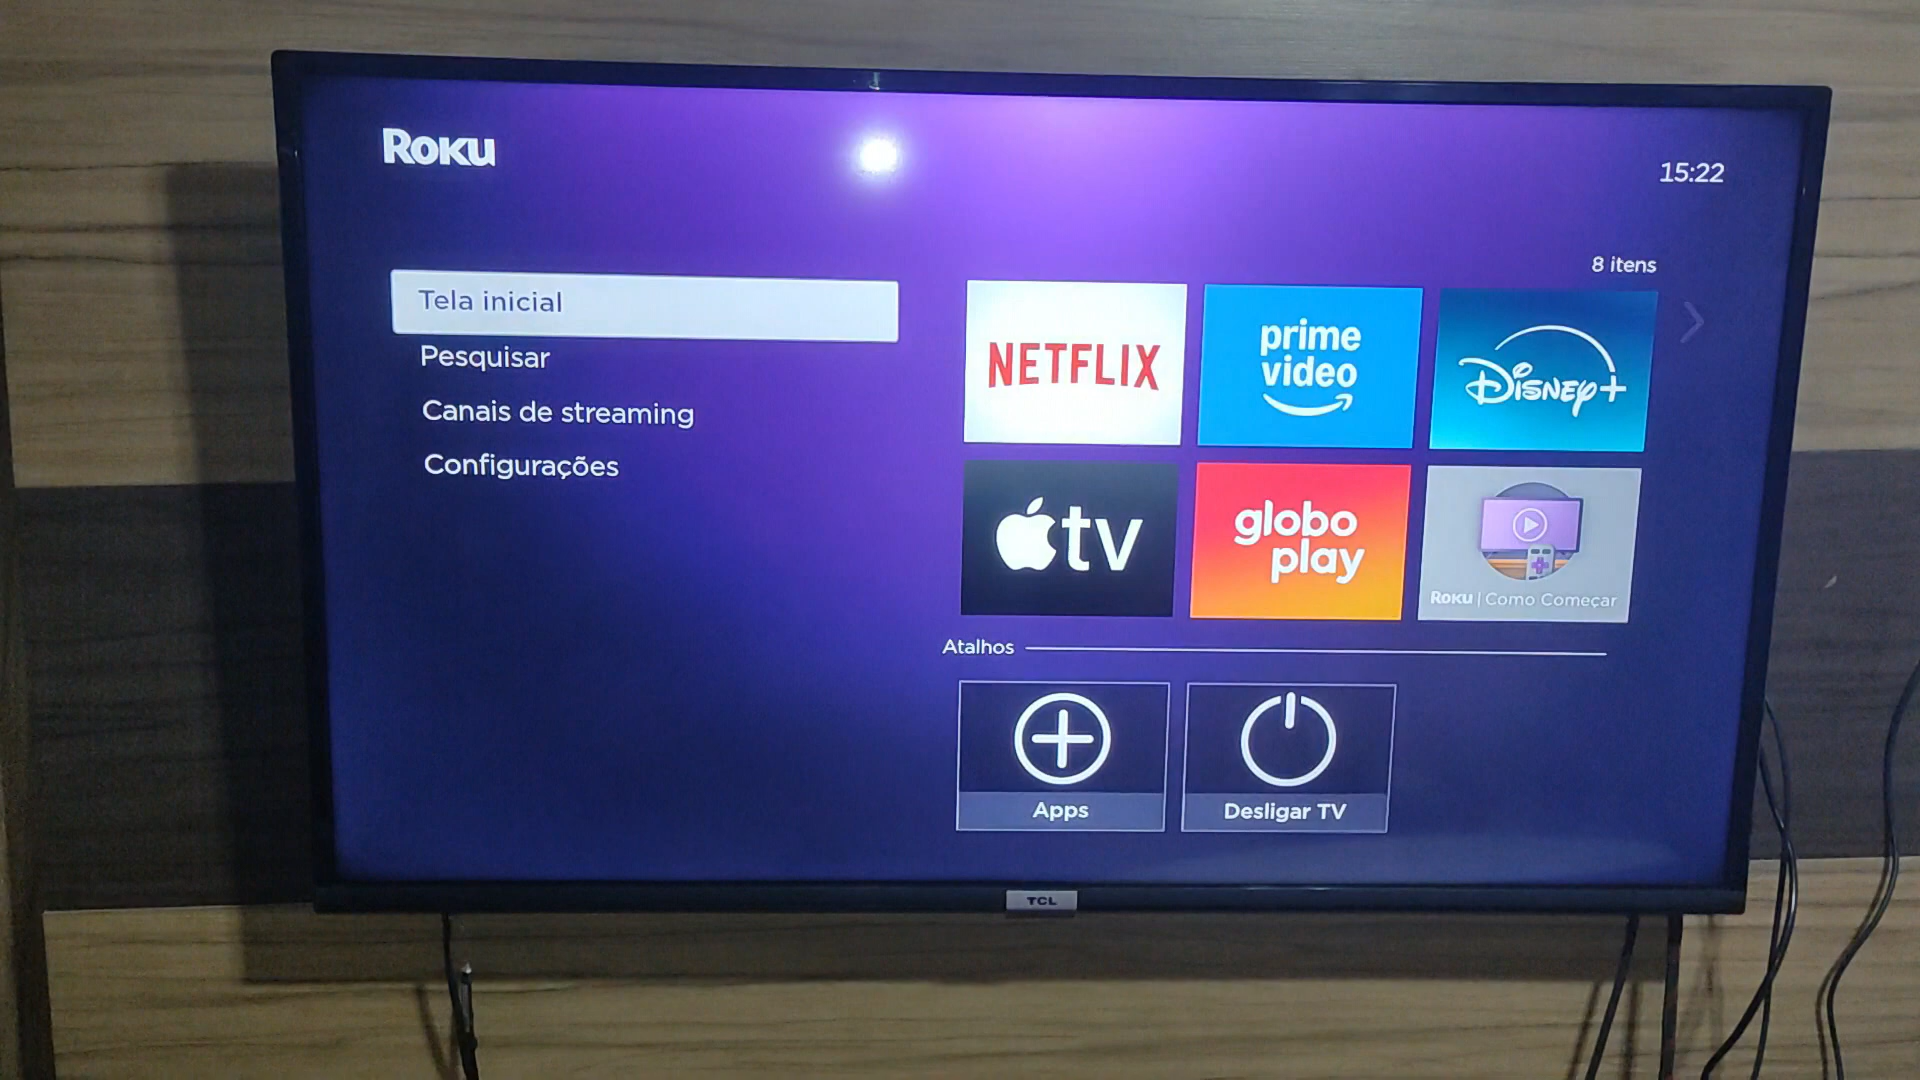 Roku
15:22
8 itens
Tela inicial
Pesquisar
Canais de streaming
Configurações
NETFLIX
prime
video
Disney+
tv
globo
play
Roku | Como Começar
Atalhos
Apps
Desligar TV
TCL